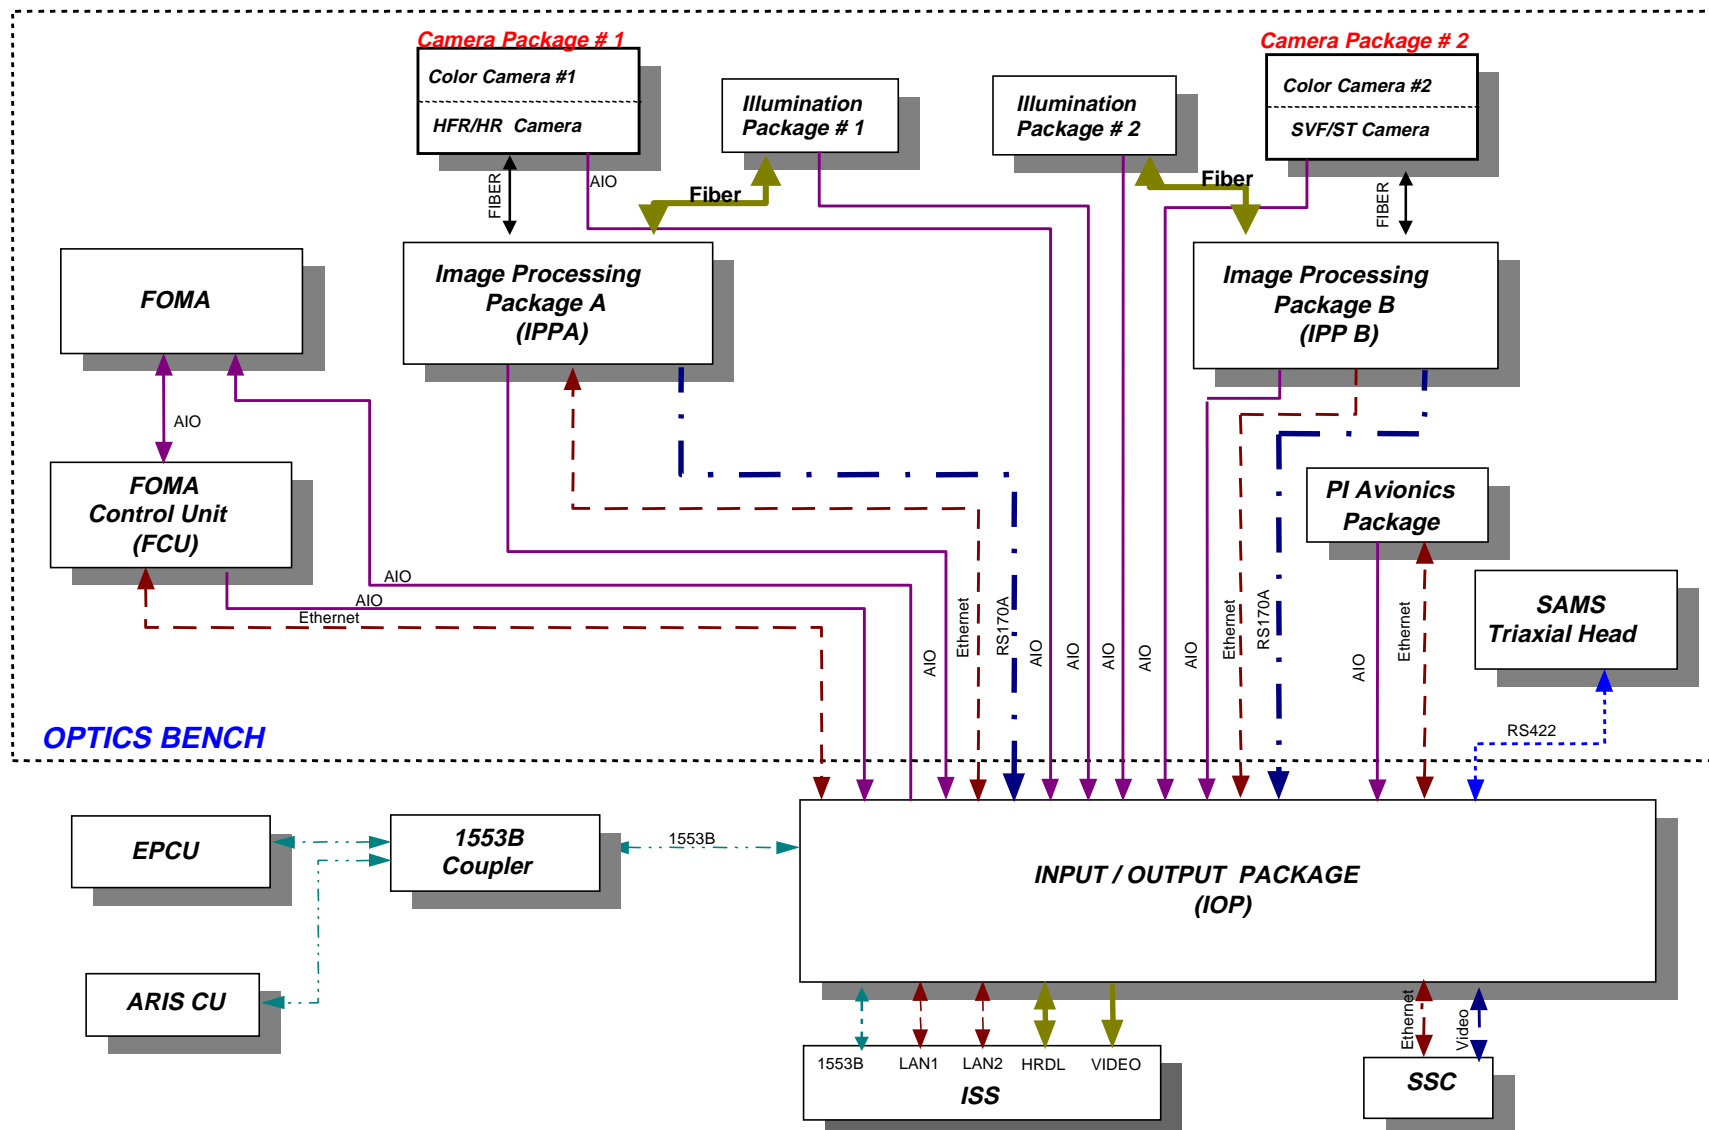 Camera Package # 1
Color Camera #1
HFR/HR Camera
Illumination
Package # 1
Illumination
Package # 2
Camera Package # 2
Color Camera #2
SVF/ST Camera
FIBER
AIO
Fiber
Fiber
FIBER
FOMA
Image Processing
Package A
(IPPA)
Image Processing
Package B
(IPP B)
AIO
FOMA
Control Unit
(FCU)
PI Avionics
Package
AIO
AIO
Ethernet
AIO
Ethernet
RS170A
AIO
AIO
AIO
AIO
AIO
Ethernet
RS170A
AIO
Ethernet
SAMS
Triaxial Head
RS422
OPTICS BENCH
EPCU
1553B
Coupler
1553B
INPUT / OUTPUT PACKAGE
(IOP)
ARIS CU
Ethernet
Video
1553B
LAN1
LAN2
HRDL
VIDEO
ISS
SSC